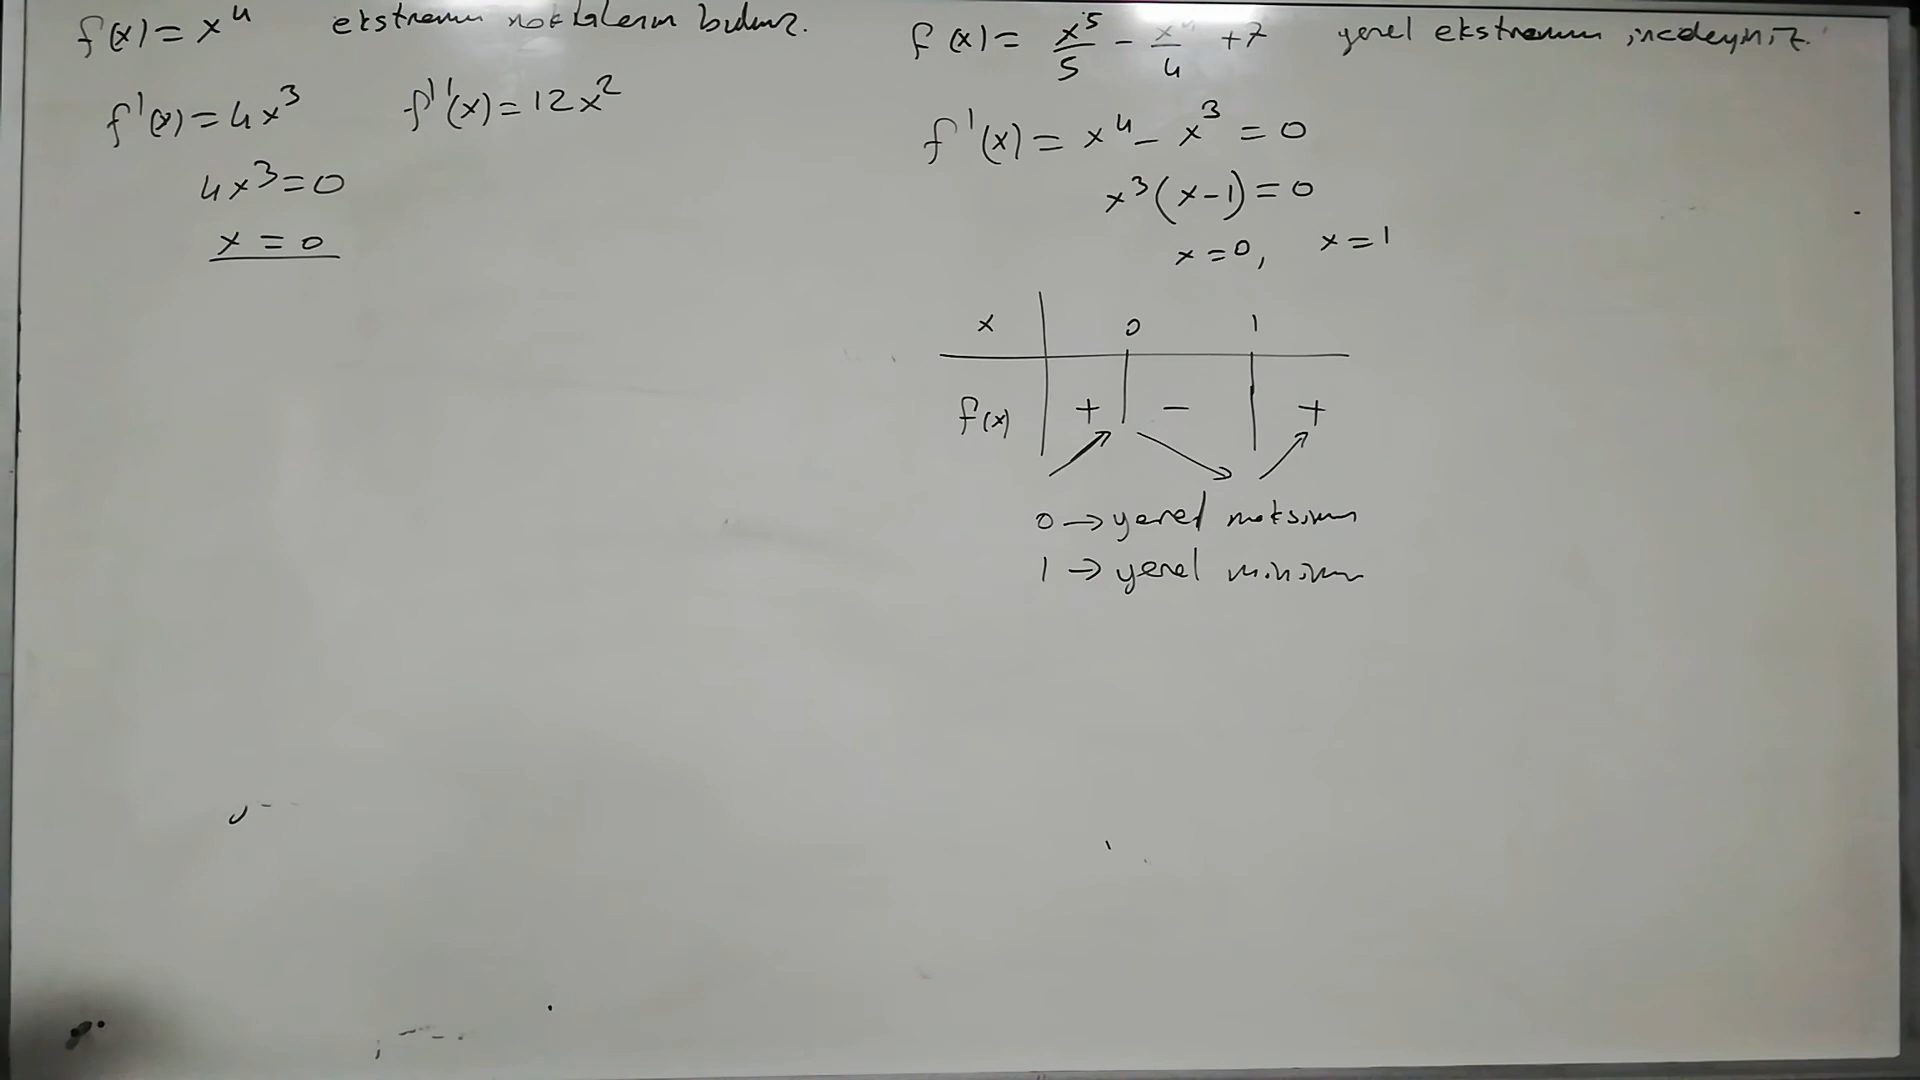 f(x) = x⁴ ekstremum noktalarını bulunuz.
f'(x) = 4x³ f''(x) = 12x²
4x³ = 0
x = 0
f(x) = x⁵/5 - x⁴/4 + 7 yerel ekstremum inceleyiniz.
f'(x) = x⁴ - x³ = 0
x³(x-1) = 0
x = 0, x = 1
x 0 1
f(x) + - +
0 → yerel maksimum
1 → yerel minimum